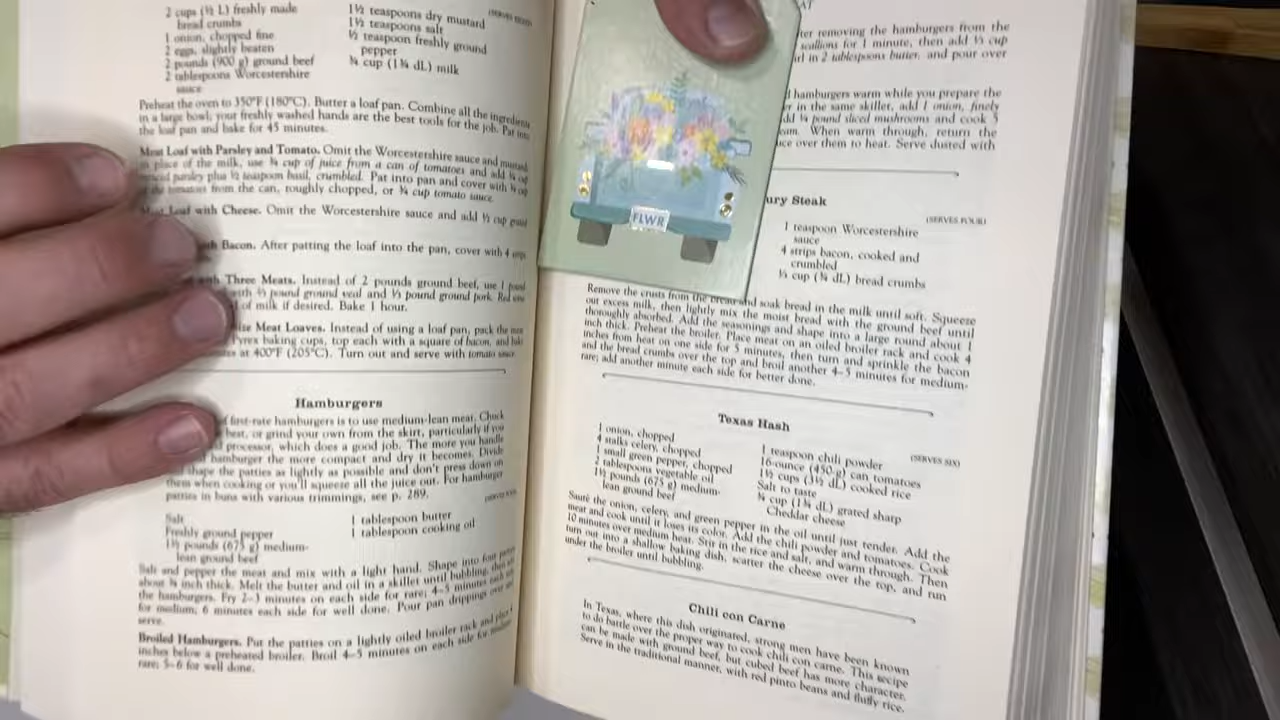 2 cups (½ L) freshly made
bread crumbs
1 onion, chopped fine
2 eggs, slightly beaten
2 pounds (900 g) ground beef
2 tablespoons Worcestershire
sauce
1½ teaspoons dry mustard
1½ teaspoons salt
½ teaspoon freshly ground
pepper
¾ cup (1¾ dL) milk
Preheat the oven to 350°F (180°C). Butter a loaf pan. Combine all the ingredients
in a large bowl; your freshly washed hands are the best tools for the job. Pat into
the loaf pan and bake for 45 minutes.
Meat Loaf with Parsley and Tomato. Omit the Worcestershire sauce and mustard
in place of the milk, use ¾ cup of juice from a can of tomatoes and add ¼ cup
minced parsley plus ½ teaspoon basil, crumbled. Pat into pan and cover with ¾ cup
of the tomatoes from the can, roughly chopped, or ¾ cup tomato sauce.
Meat Loaf with Cheese. Omit the Worcestershire sauce and add ½ cup
Bacon. After patting the loaf into the pan, cover with 4
with Three Meats. Instead of 2 pounds ground beef, use 1 pound
with ½ pound ground veal and ½ pound ground pork. Red wine
of milk if desired. Bake 1 hour.
Meat Loaves. Instead of using a loaf pan, pack the meat
Pyrex baking cups, top each with a square of bacon, and bake
at 400°F (205°C). Turn out and serve with tomato sauce.
Hamburgers
of first-rate hamburgers is to use medium-lean meat. Chuck
beat, or grind your own from the skirt, particularly if you
processor, which does a good job. The more you handle
hamburger the more compact and dry it becomes. Divide
shape the patties as lightly as possible and don't press down on
them when cooking or you'll squeeze all the juice out. For hamburger
patties in buns with various trimmings, see p. 289.
Salt
Freshly ground pepper
1½ pounds (675 g) medium-
lean ground beef
1 tablespoon butter
1 tablespoon cooking oil
Salt and pepper the meat and mix with a light hand. Shape into four patties
about ¾ inch thick. Melt the butter and oil in a skillet until bubbling, then
the hamburgers. Fry 2–3 minutes on each side for rare; 4–5 minutes each
for medium; 6 minutes each side for well done. Pour pan drippings over
serve.
Broiled Hamburgers. Put the patties on a lightly oiled broiler rack and place 4
inches below a preheated broiler. Broil 4–5 minutes on each side for medium
rare; 5–6 for well done.
FLWR
ter removing the hamburgers from the
scallions for 1 minute, then add ⅓ cup
in 2 tablespoons butter, and pour over
hamburgers warm while you prepare the
in the same skillet, add 1 onion, finely
¼ pound sliced mushrooms and cook 5
When warm through, return the
over them to heat. Serve dusted with
ury Steak
(SERVES FOUR)
1 teaspoon Worcestershire
sauce
4 strips bacon, cooked and
crumbled
⅓ cup (¾ dL) bread crumbs
Remove the crusts from the bread and soak bread in the milk until soft. Squeeze
out excess milk, then lightly mix the moist bread with the ground beef until
thoroughly absorbed. Add the seasonings and shape into a large round about 1
inch thick. Preheat the broiler. Place meat on an oiled broiler rack and cook 4
inches from heat on one side for 5 minutes, then turn and sprinkle the bacon
and the bread crumbs over the top and broil another 4–5 minutes for medium-
rare; add another minute each side for better done.
Texas Hash
(SERVES SIX)
1 onion, chopped
4 stalks celery, chopped
1 small green pepper, chopped
2 tablespoons vegetable oil
1½ pounds (675 g) medium-
lean ground beef
1 teaspoon chili powder
16-ounce (450-g) can tomatoes
1½ cups (3½ dL) cooked rice
Salt to taste
¾ cup (1¾ dL) grated sharp
Cheddar cheese
Sauté the onion, celery, and green pepper in the oil until just tender. Add the
meat and cook until it loses its color. Add the chili powder and tomatoes. Cook
10 minutes over medium heat. Stir in the rice and salt, and warm through. Then
turn out into a shallow baking dish, scatter the cheese over the top, and run
under the broiler until bubbling.
Chili con Carne
In Texas, where this dish originated, strong men have been known
to do battle over the proper way to cook chili con carne. This recipe
can be made with ground beef, but cubed beef has more character.
Serve in the traditional manner, with red pinto beans and fluffy rice.